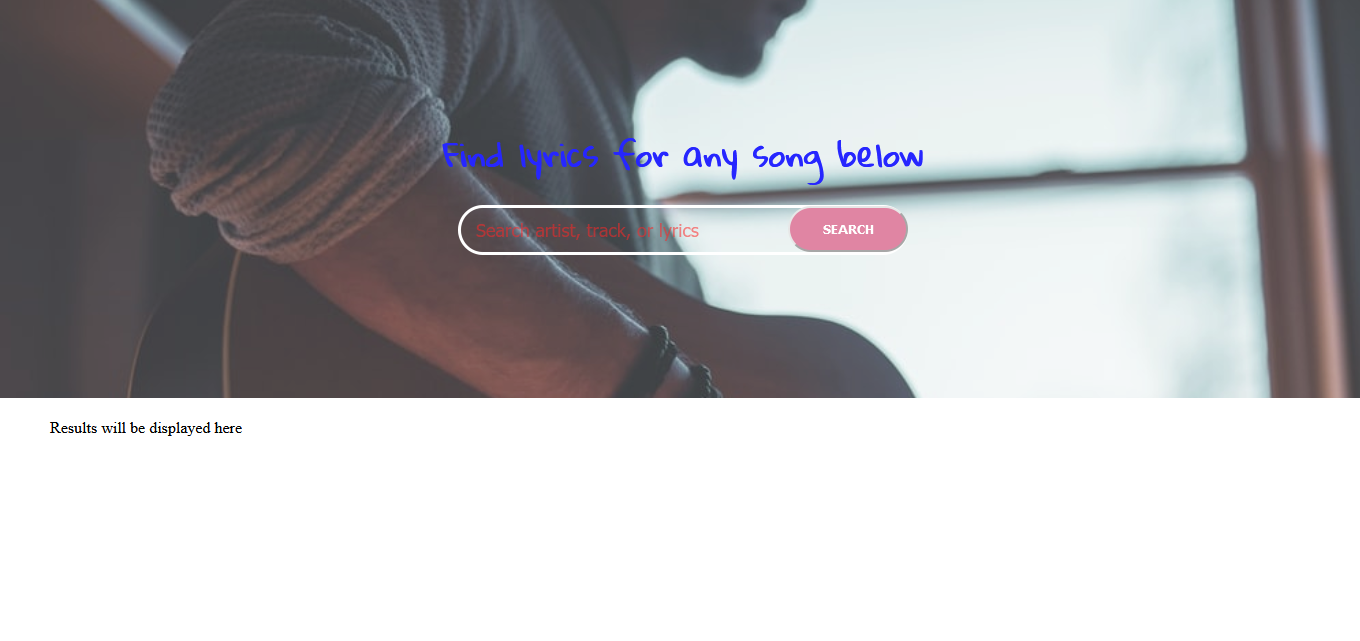 Find lyrics for any song below
Search artist, track, or lyrics
SEARCH
Results will be displayed here